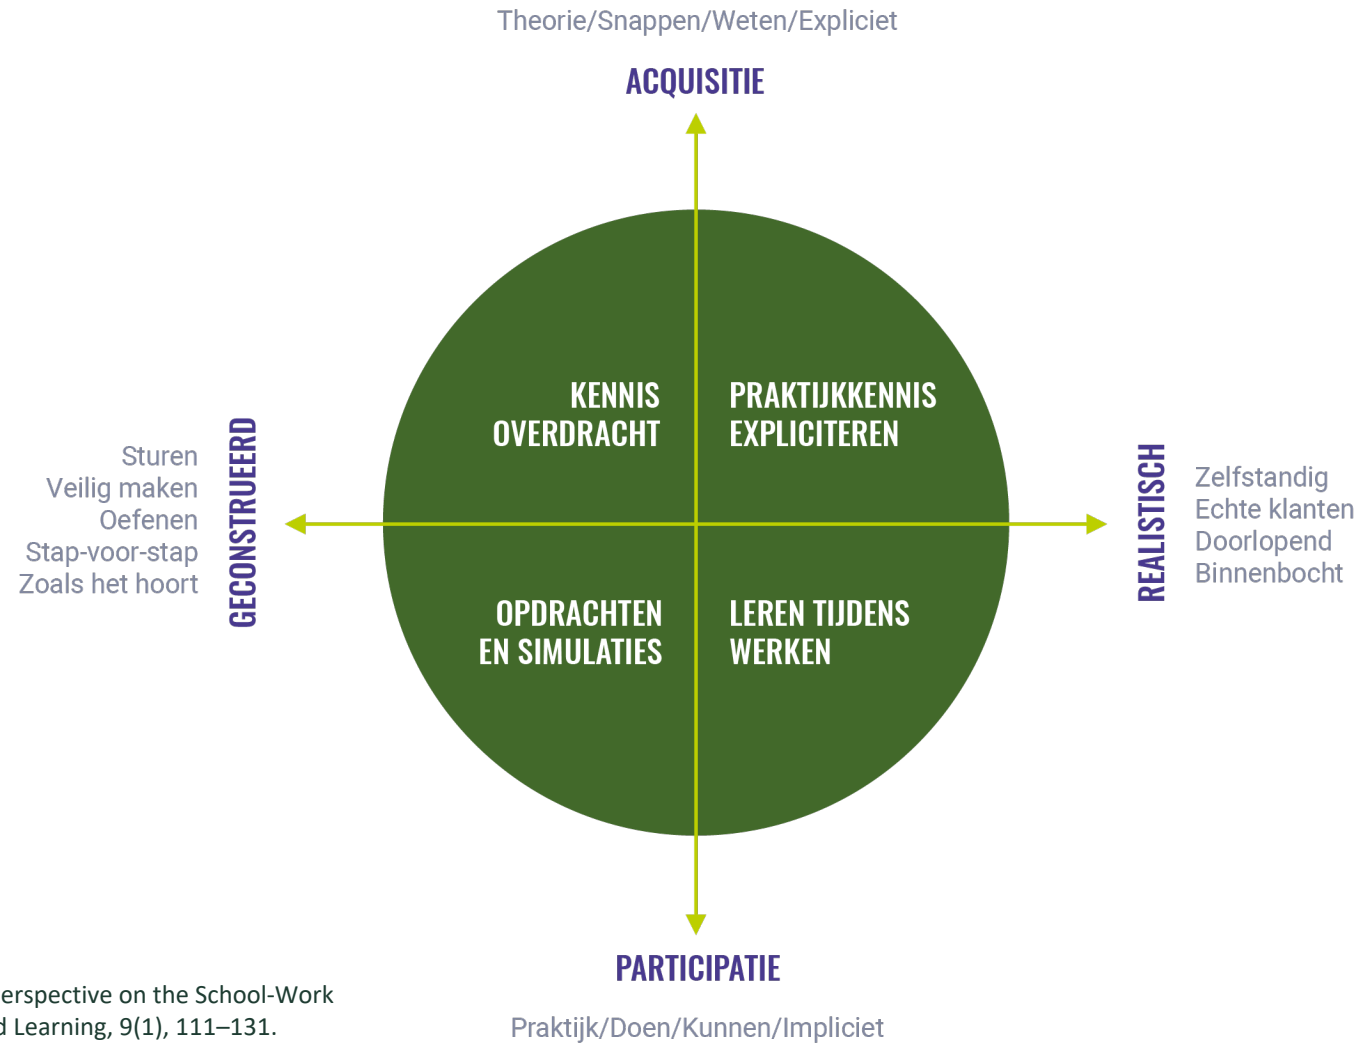 Theorie/Snappen/Weten/Expliciet
ACQUISITIE
KENNIS
OVERDRACHT
PRAKTIJKKENNIS
EXPLICITEREN
GECONSTRUEERD
Sturen
Veilig maken
Oefenen
Stap-voor-stap
Zoals het hoort
REALISTISCH
Zelfstandig
Echte klanten
Doorlopend
Binnenbocht
OPDRACHTEN
EN SIMULATIES
LEREN TIJDENS
WERKEN
PARTICIPATIE
Praktijk/Doen/Kunnen/Impliciet
erspective on the School-Work
d Learning, 9(1), 111–131.